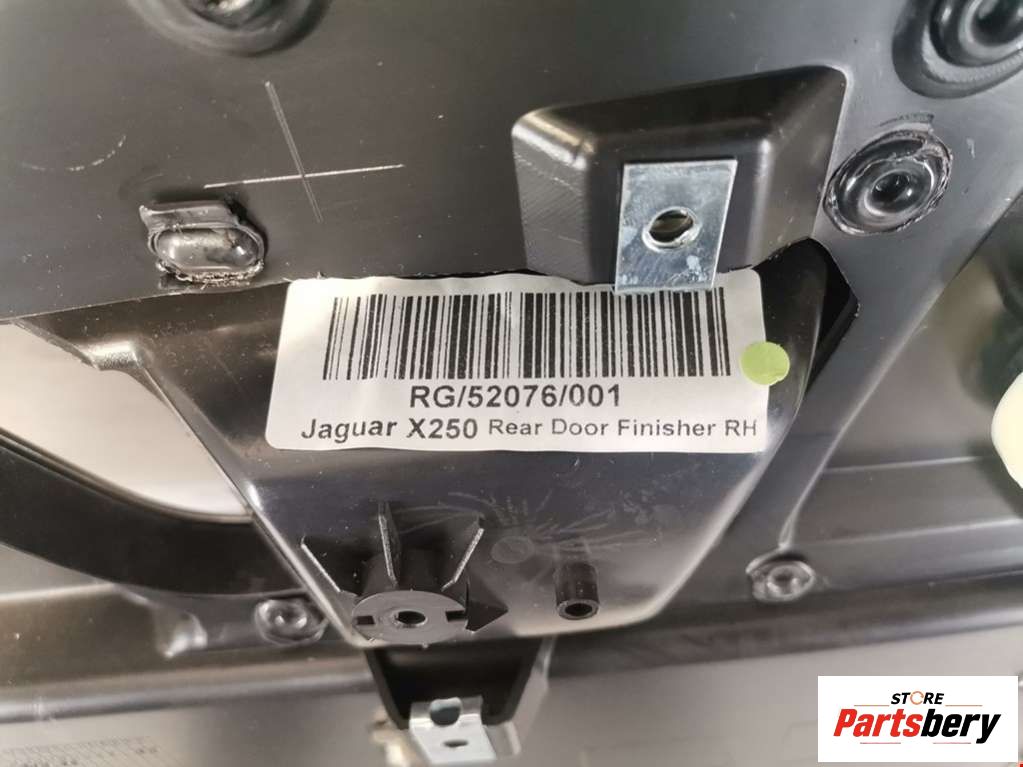 RG/52076/001
Jaguar X250 Rear Door Finisher RH
STORE
Partsbery